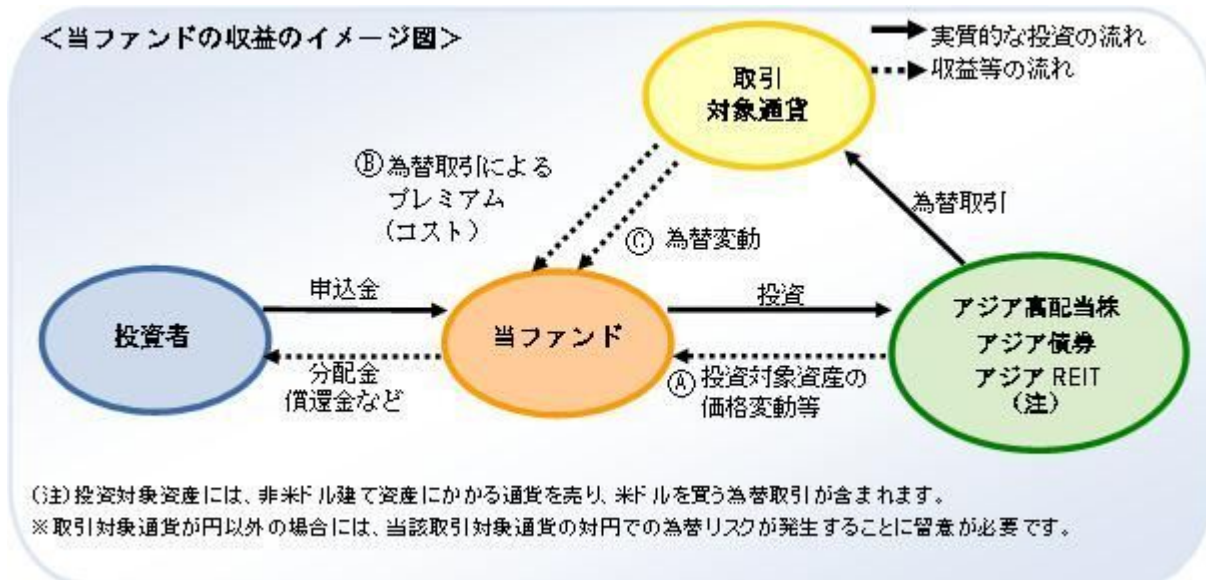 ＜当ファンドの収益のイメージ図＞
実質的な投資の流れ
収益等の流れ
取引
対象通貨
Ⓑ為替取引による
プレミアム
（コスト）
Ⓒ 為替変動
為替取引
申込金
投資
投資者
当ファンド
アジア高配当株
アジア債券
アジア REIT
（注）
分配金
償還金など
Ⓐ投資対象資産の
価格変動等
（注）投資対象資産には、非米ドル建て資産にかかる通貨を売り、米ドルを買う為替取引が含まれます。
※取引対象通貨が円以外の場合には、当該取引対象通貨の対円での為替リスクが発生することに留意が必要です。